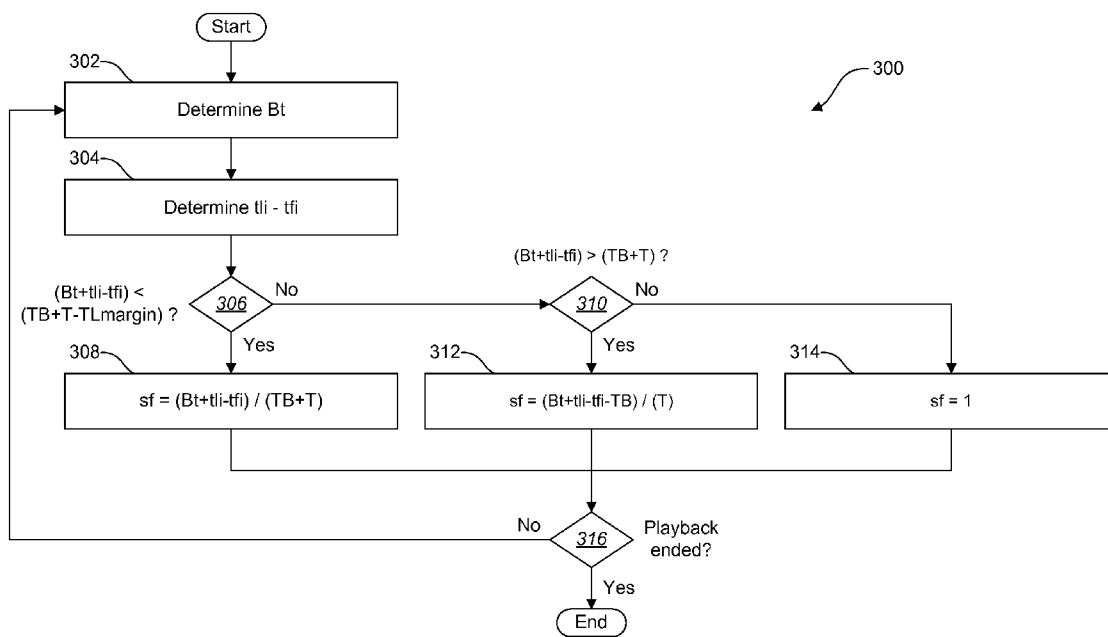 Start
302
Determine Bt
300
304
Determine tli - tfi
(Bt+tli-tfi) > (TB+T) ?
(Bt+tli-tfi) <
(TB+T-TLmargin) ?
306
No
310
No
Yes
Yes
308
sf = (Bt+tli-tfi) / (TB+T)
312
sf = (Bt+tli-tfi-TB) / (T)
314
sf = 1
No
316
Playback
ended?
Yes
End